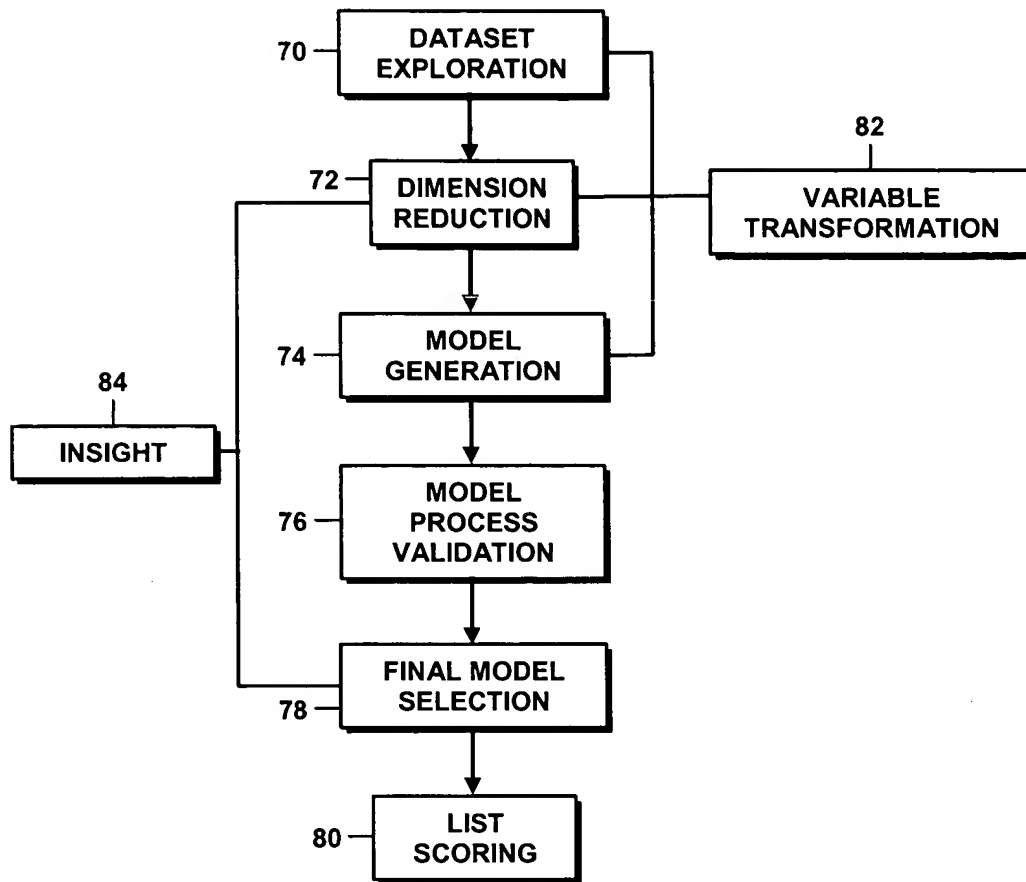 70
DATASET
EXPLORATION
82
72
DIMENSION
REDUCTION
VARIABLE
TRANSFORMATION
74
MODEL
GENERATION
84
INSIGHT
76
MODEL
PROCESS
VALIDATION
FINAL MODEL
SELECTION
78
80
LIST
SCORING